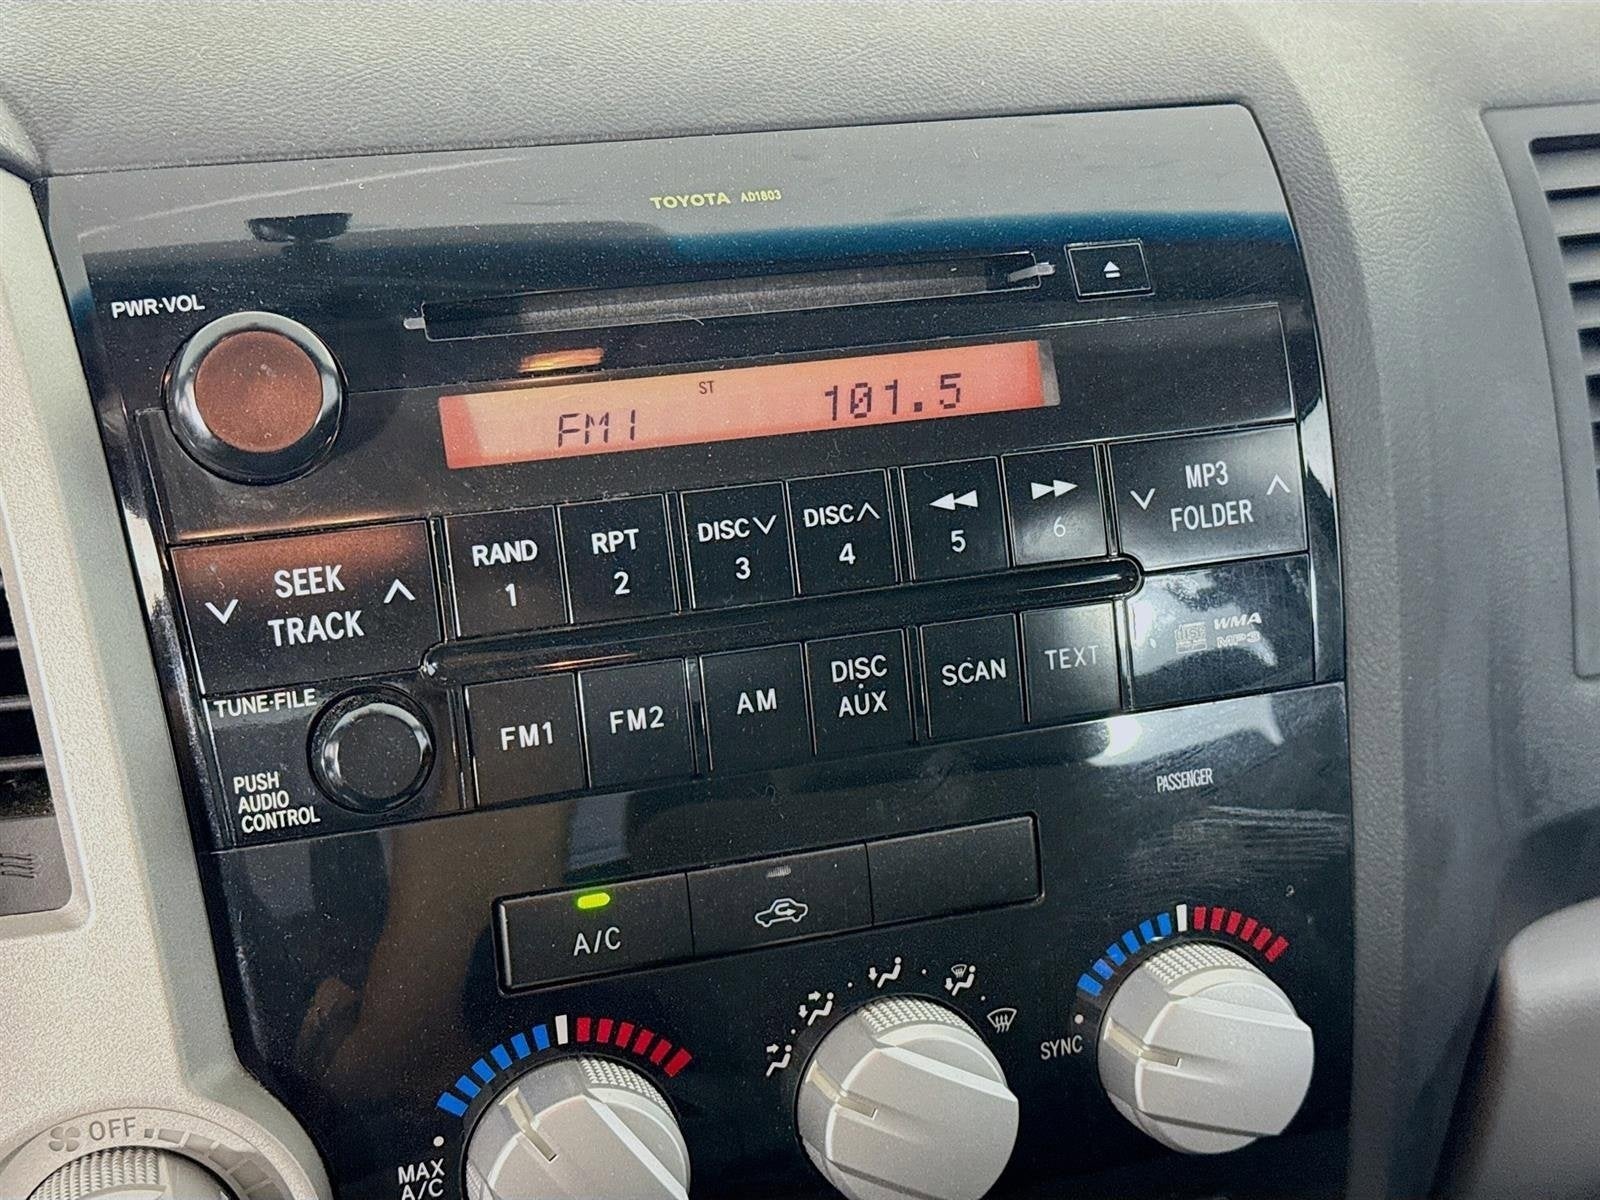 TOYOTA AD1803
PWR·VOL
ST
FM1 101.5
SEEK
TRACK
RAND
1
RPT
2
DISC
3
DISC
4
5
6
MP3
FOLDER
TUNE·FILE
PUSH
AUDIO
CONTROL
FM1
FM2
AM
DISC
AUX
SCAN
TEXT
disc
WMA
MP3
PASSENGER
A/C
SYNC
OFF
MAX
A/C